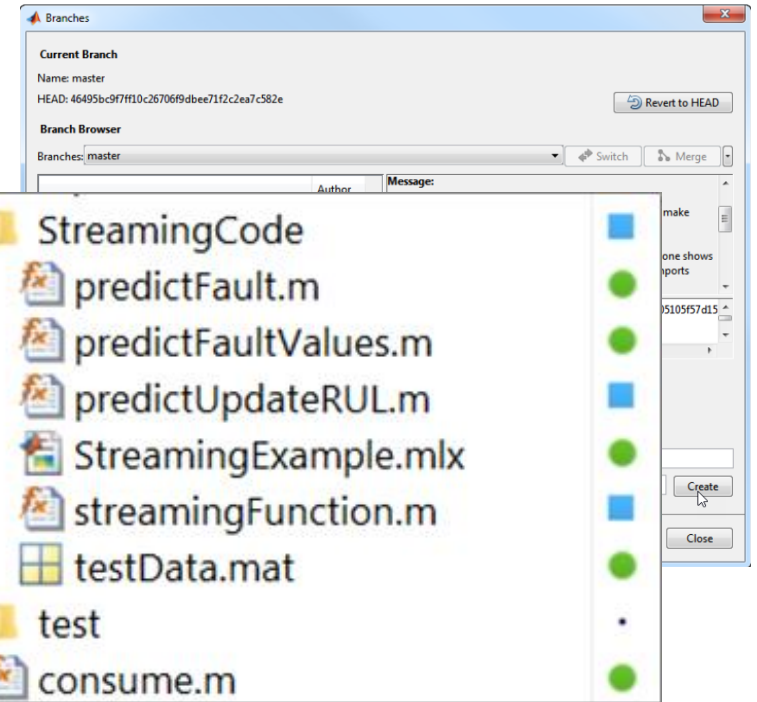 Branches
Current Branch
Name: master
HEAD: 46495bc9f7ff10c26706f9dbee71f2c2ea7c582e
Revert to HEAD
Branch Browser
Branches: master
Switch
Merge
Author
Message:
make
one shows
StreamingCode
predictFault.m
predictFaultValues.m
05105f57d15
predictUpdateRUL.m
StreamingExample.mlx
streamingFunction.m
Create
testData.mat
Close
test
consume.m